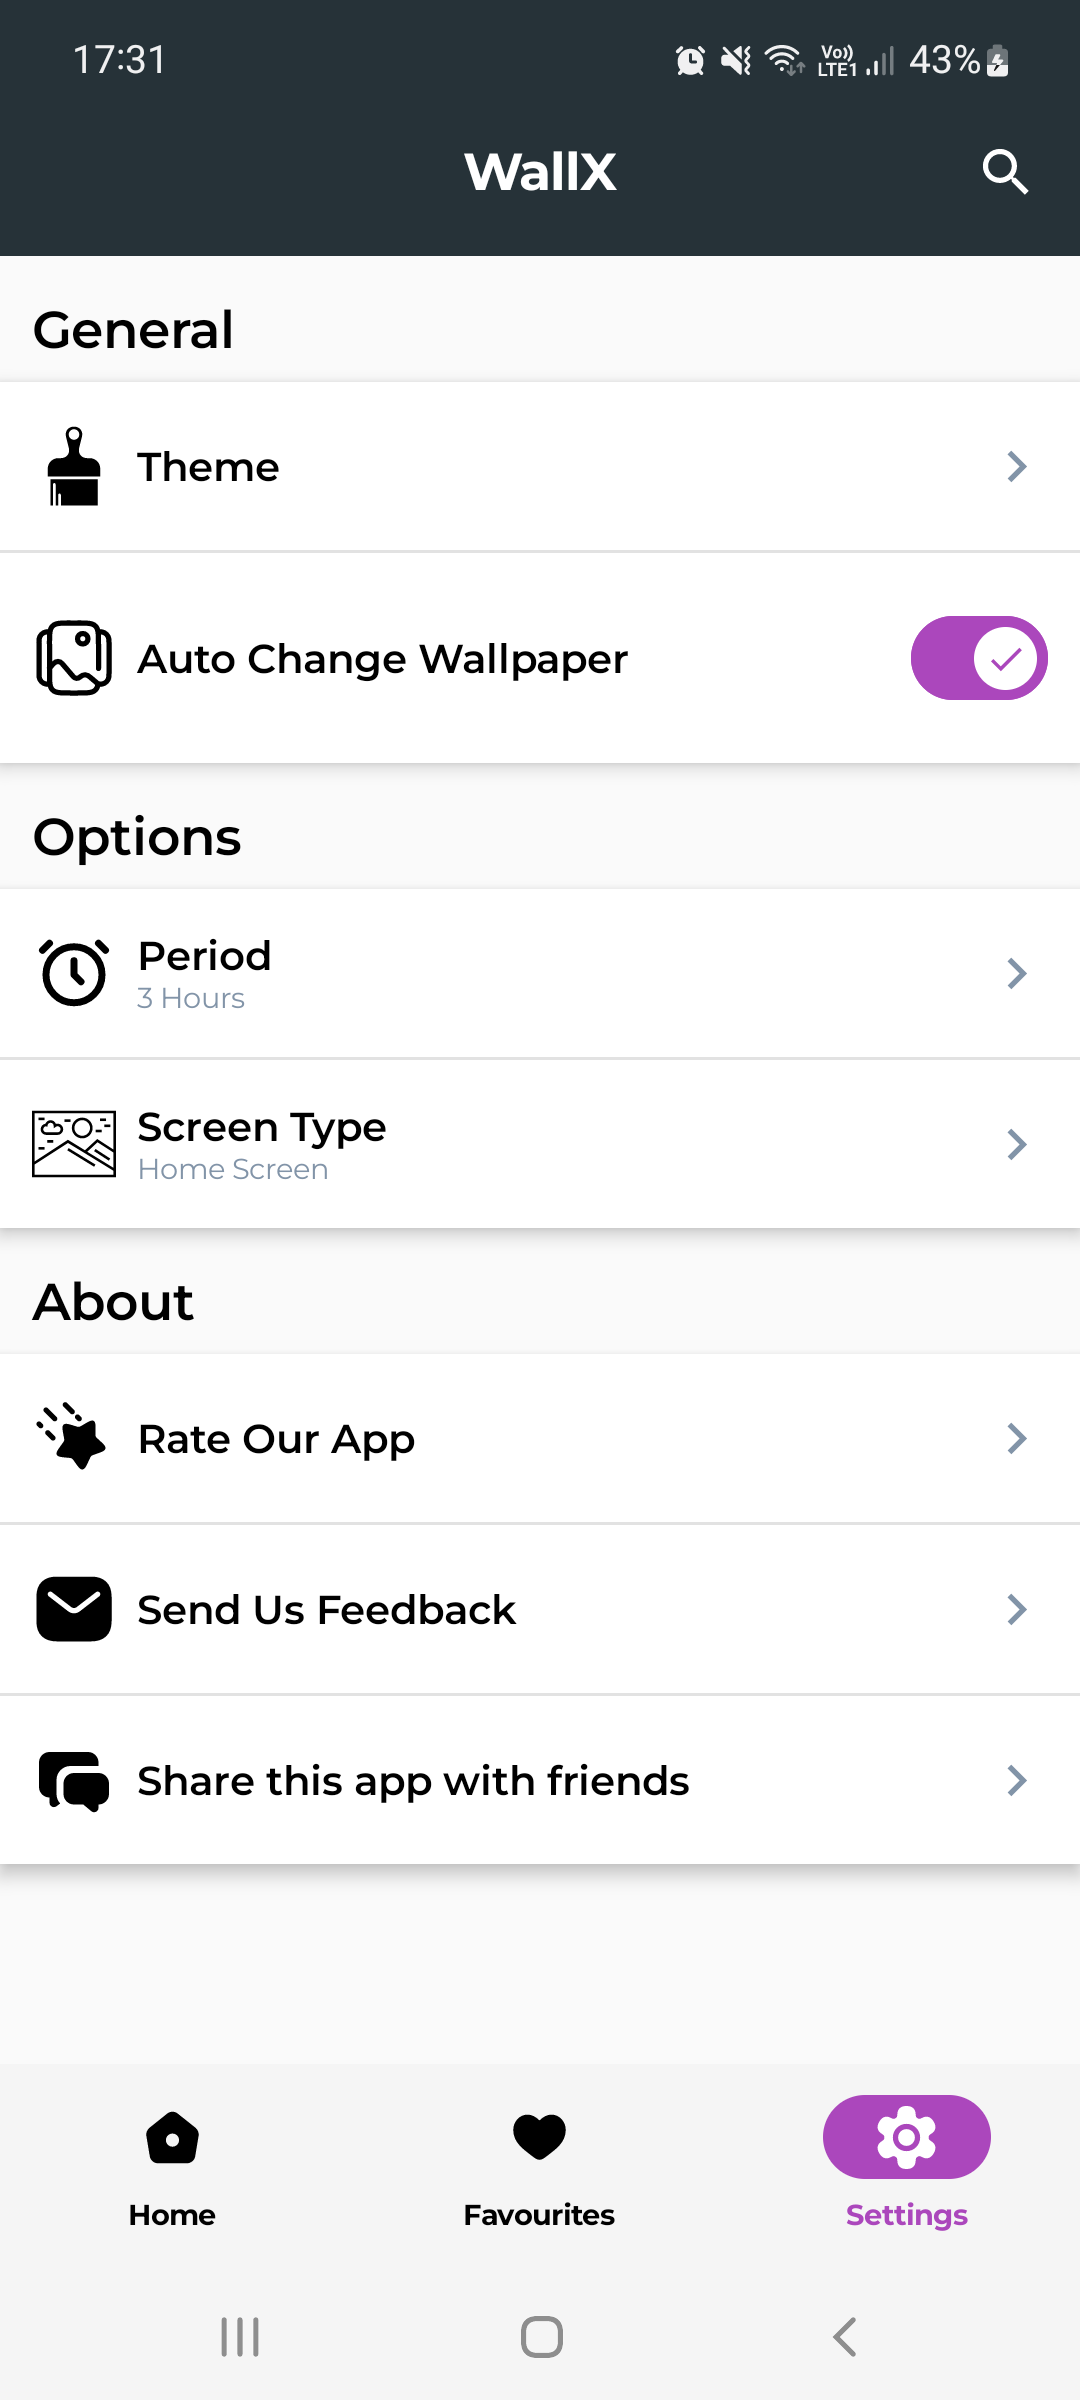 17:31
Vo)) LTE1 43%
WallX
General
Theme
Auto Change Wallpaper
Options
Period
3 Hours
Screen Type
Home Screen
About
Rate Our App
Send Us Feedback
Share this app with friends
Home Favourites Settings